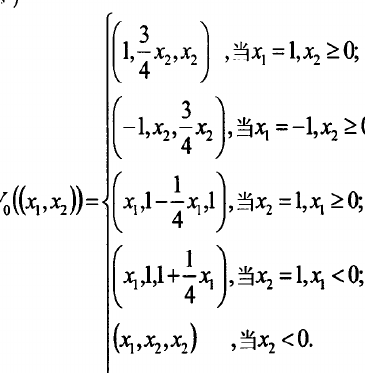 (1, 3/4 x₂, x₂) ,当x₁ = 1, x₂ ≥ 0;
(−1, x₂, 3/4 x₂),当x₁ = −1, x₂ ≥ 0
₀((x₁, x₂)) = { (x₁, 1 − 1/4 x₁, 1),当x₂ = 1, x₁ ≥ 0;
(x₁, 1, 1 + 1/4 x₁),当x₂ = 1, x₁ < 0;
(x₁, x₂, x₂) ,当x₂ < 0.